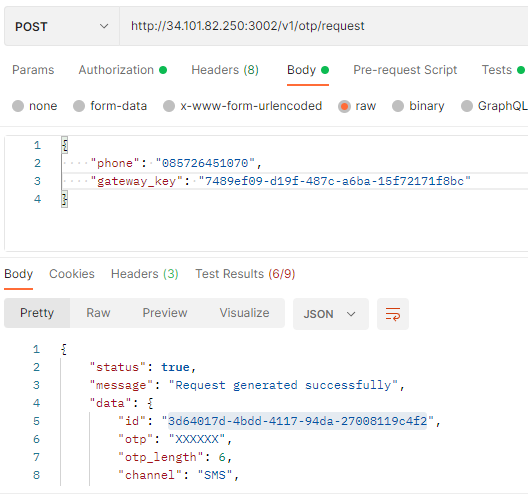 POST http://34.101.82.250:3002/v1/otp/request
Params Authorization Headers (8) Body Pre-request Script Tests
none form-data x-www-form-urlencoded raw binary GraphQL
1 {
2 "phone": "085726451070",
3 "gateway_key": "7489ef09-d19f-487c-a6ba-15f72171f8bc"
4 }
Body Cookies Headers (3) Test Results (6/9)
Pretty Raw Preview Visualize JSON
1 {
2 "status": true,
3 "message": "Request generated successfully",
4 "data": {
5 "id": "3d64017d-4bdd-4117-94da-27008119c4f2",
6 "otp": "XXXXXX",
7 "otp_length": 6,
8 "channel": "SMS",